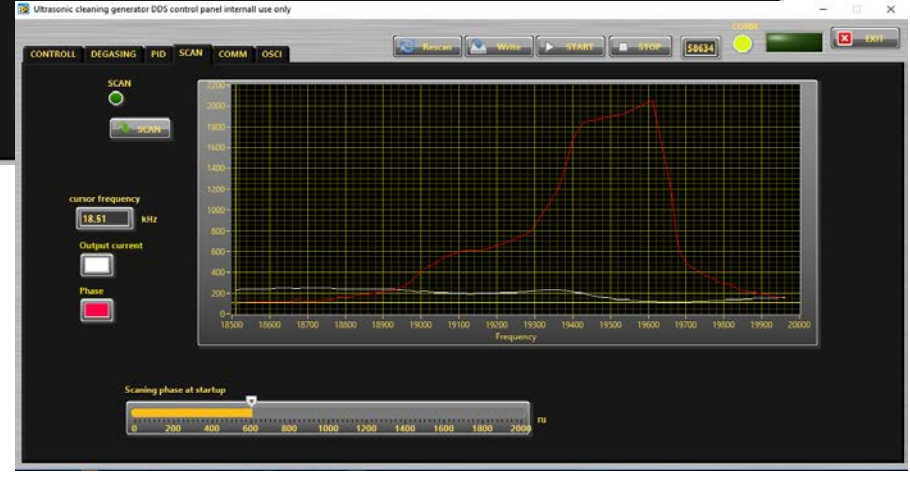 Ultrasonic cleaning generator DDS control panel internall use only
CONTROLL DEGASING PID SCAN COMM OSCI
Rescan Write START STOP 58634 EXIT
SCAN
SCAN
cursor frequency
18.51 kHz
Output current
Phase
2200
2000
1800
1600
1400
1200
1000
800
600
400
200
0
18500 18600 18700 18800 18900 19000 19100 19200 19300 19400 19500 19600 19700 19800 19900 20000
Frequency
Scaning phase at startup
0 200 400 600 800 1000 1200 1400 1600 1800 2000 ru